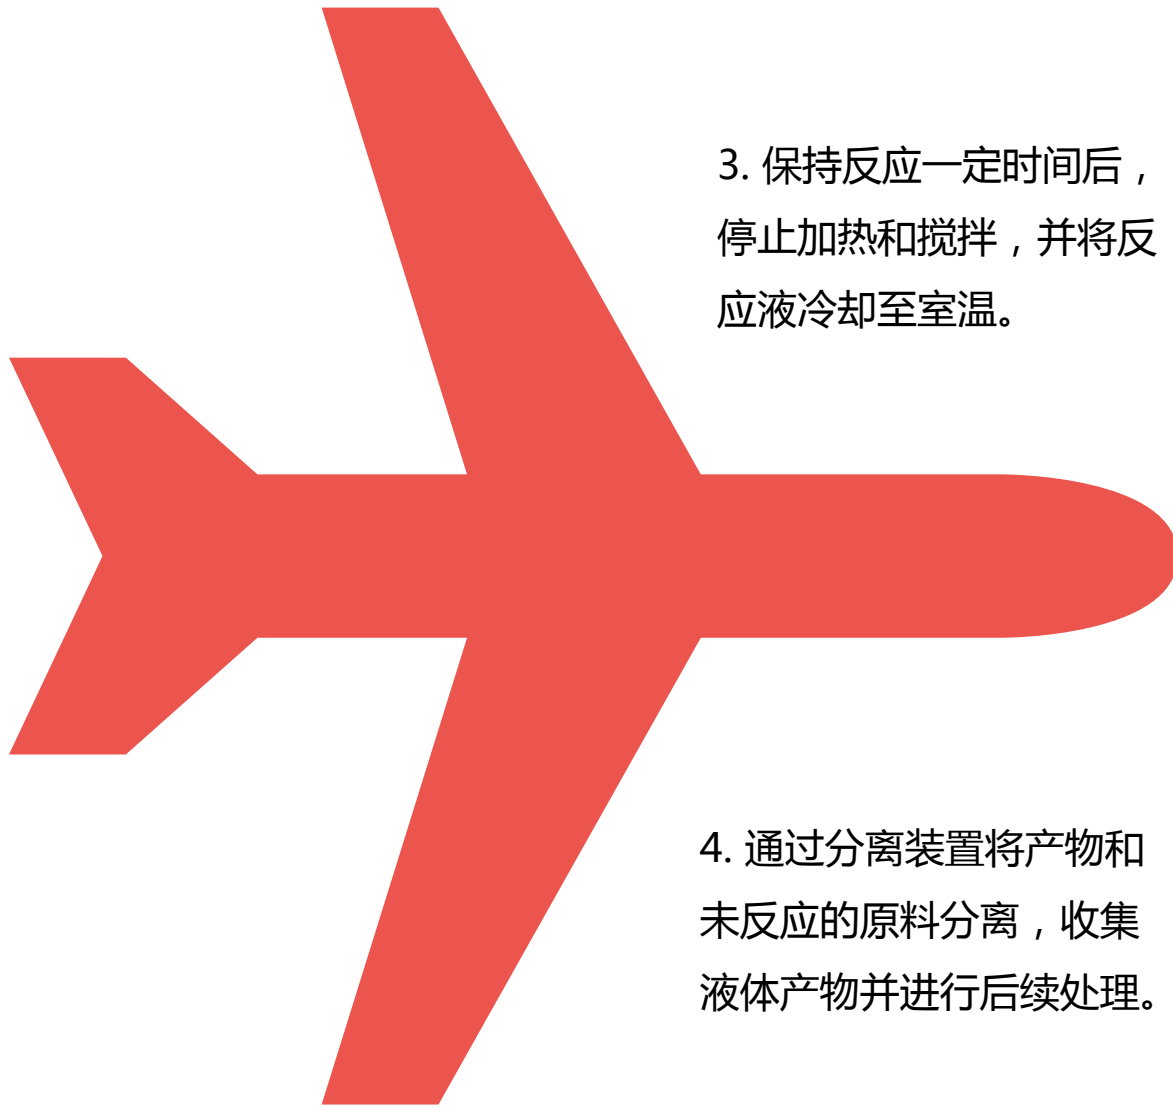 3. 保持反应一定时间后，
停止加热和搅拌，并将反
应液冷却至室温。
4. 通过分离装置将产物和
未反应的原料分离，收集
液体产物并进行后续处理。